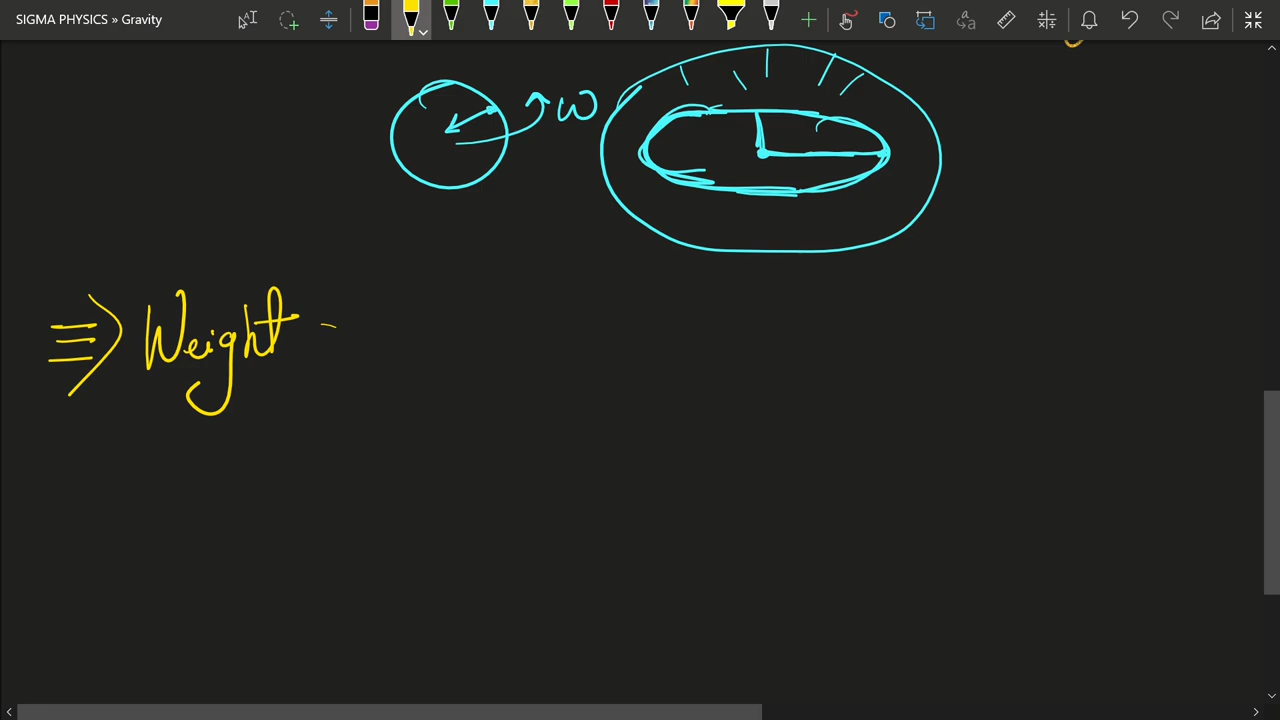 SIGMA PHYSICS » Gravity
ω
⇒ Weight -